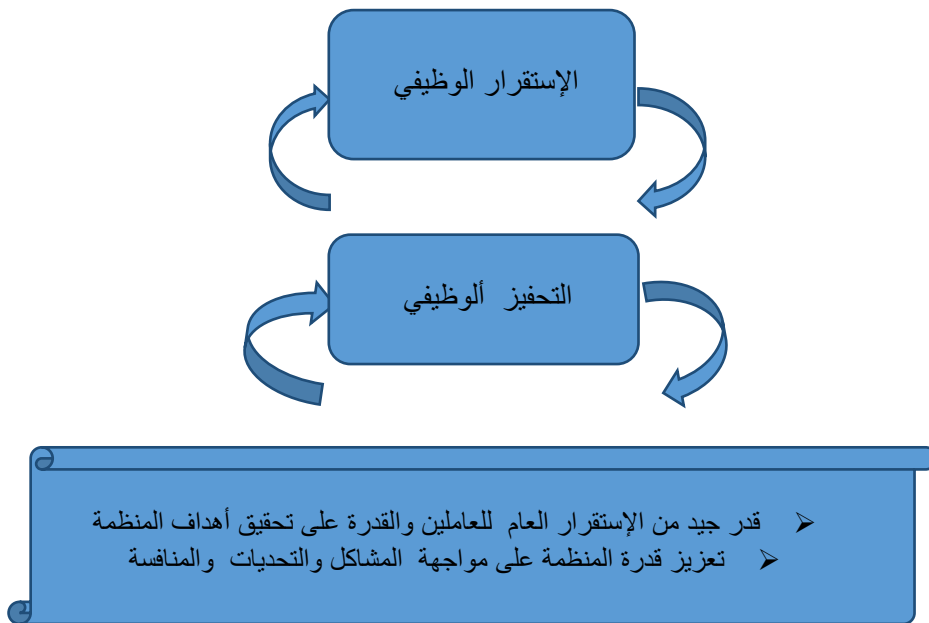 الإستقرار الوظيفي
التحفيز ألوظيفي
قدر جيد من الإستقرار العام للعاملين والقدرة على تحقيق أهداف المنظمة
تعزيز قدرة المنظمة على مواجهة المشاكل والتحديات والمنافسة